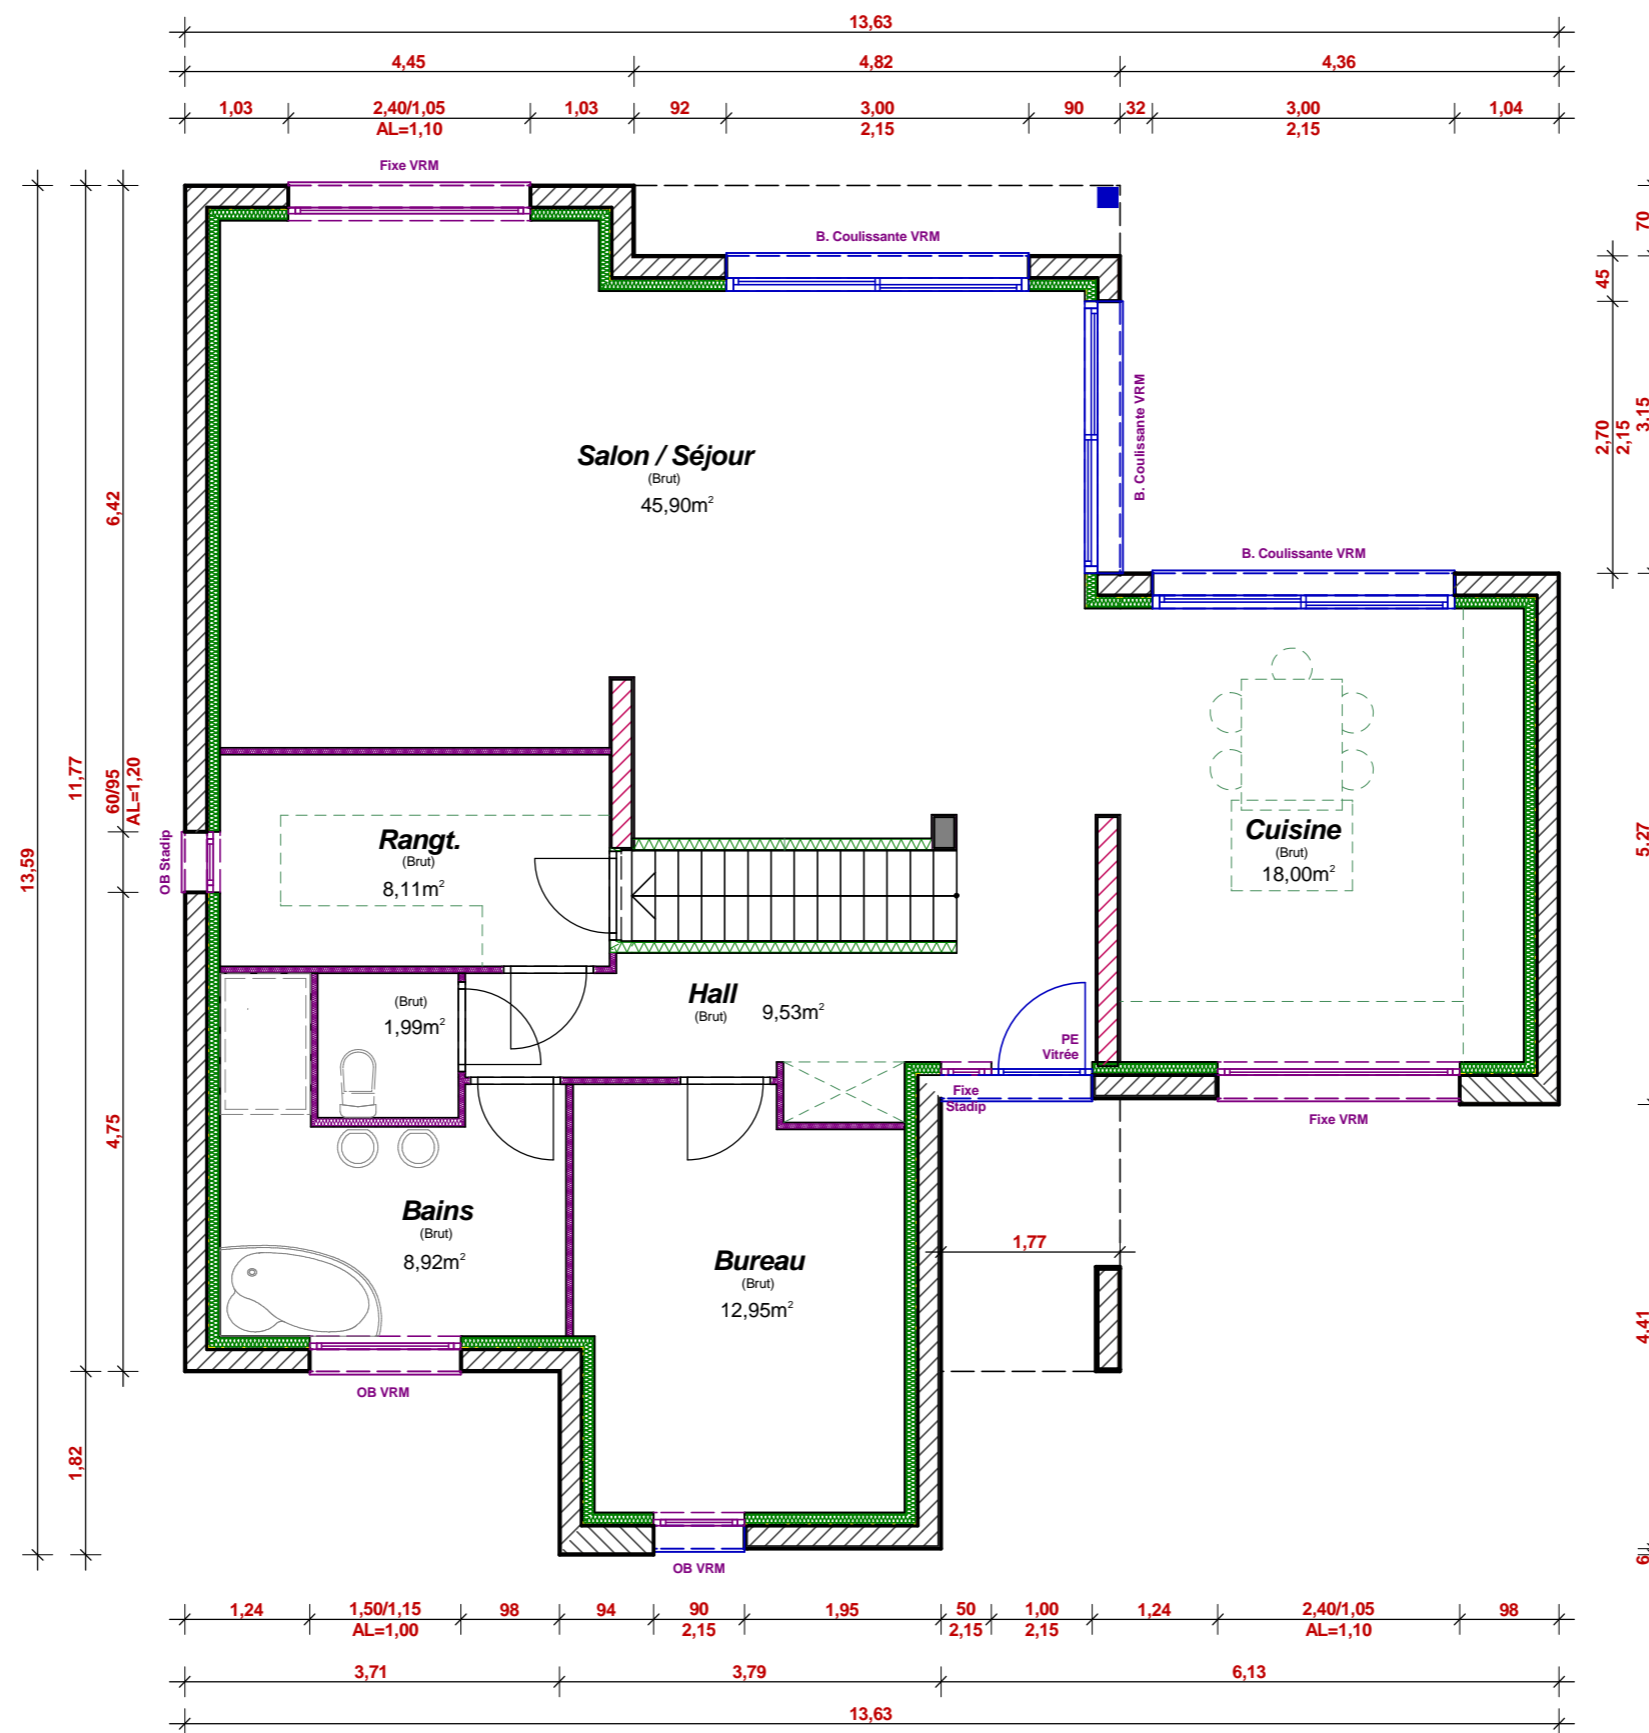 13,63
4,45 4,82 4,36
1,03 2,40/1,05 1,03 92 3,00 90 32 3,00 1,04
AL=1,10 2,15 2,15
Fixe VRM
B. Coulissante VRM
70
45
B. Coulissante VRM
2,70
2,15
3,15
Salon / Séjour
(Brut)
45,90m²
6,42
B. Coulissante VRM
11,77
60/95
AL=1,20
13,59
OB Stadip
Rangt.
(Brut)
8,11m²
Cuisine
(Brut)
18,00m²
5,27
(Brut)
1,99m²
Hall
(Brut)
9,53m²
PE
Vitrée
Fixe
Stadip
Fixe VRM
4,75
Bains
(Brut)
8,92m²
Bureau
(Brut)
12,95m²
1,77
4,41
OB VRM
1,82
OB VRM
6
1,24 1,50/1,15 98 94 90 1,95 50 1,00 1,24 2,40/1,05 98
AL=1,00 2,15 2,15 2,15 AL=1,10
3,71 3,79 6,13
13,63